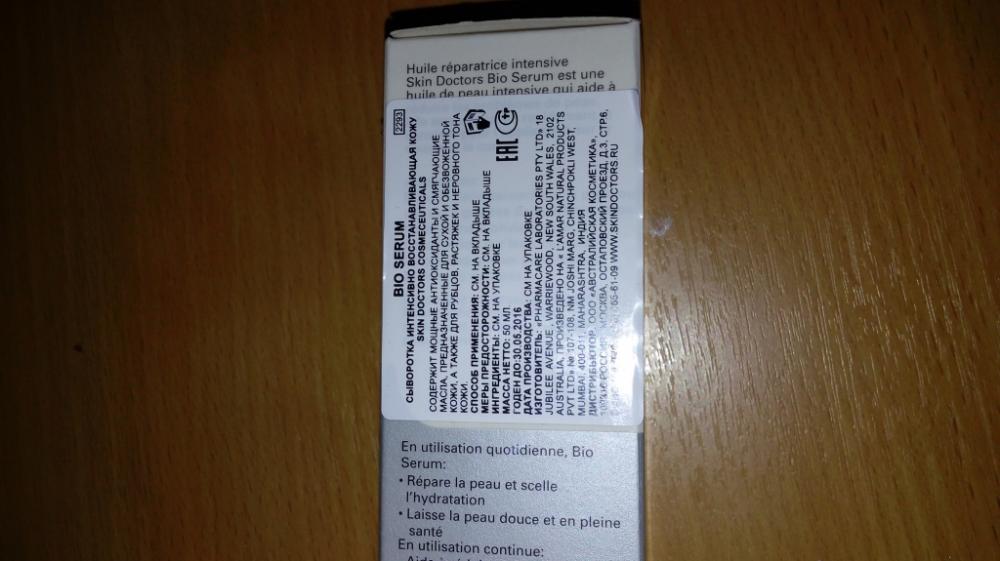 Huile réparatrice intensive
Skin Doctors Bio Serum est une
huile de peau intensive qui aide à
2293
BIO SERUM
СЫВОРОТКА ИНТЕНСИВНО ВОССТАНАВЛИВАЮЩАЯ КОЖУ
SKIN DOCTORS COSMECEUTICALS
СОДЕРЖИТ МОЩНЫЕ АНТИОКСИДАНТЫ И СМЯГЧАЮЩИЕ
МАСЛА, ПРЕДНАЗНАЧЕННЫЕ ДЛЯ СУХОЙ И ОБЕЗВОЖЕННОЙ
КОЖИ, А ТАКЖЕ ДЛЯ РУБЦОВ, РАСТЯЖЕК И НЕРОВНОГО ТОНА
КОЖИ.
СПОСОБ ПРИМЕНЕНИЯ: СМ. НА ВКЛАДЫШЕ
МЕРЫ ПРЕДОСТОРОЖНОСТИ: СМ. НА ВКЛАДЫШЕ
ИНГРЕДИЕНТЫ: СМ. НА УПАКОВКЕ
МАССА НЕТТО: 50 МЛ.
ГОДЕН ДО:30.05.2016
ДАТА ПРОИЗВОДСТВА: СМ НА УПАКОВКЕ
ИЗГОТОВИТЕЛЬ: «PHARMACARE LABORATORIES PTY LTD» 18
JUBILEE AVENUE, WARRIEWOOD, NEW SOUTH WALES, 2102
AUSTRALIA, ПРОИЗВЕДЕНО НА « L'AMAR NATURAL PRODUCTS
PVT LTD» № 107-108, NM JOSHI MARG, CHINCHPOKLI WEST,
MUMBAI, 400-011, MAHARASHTRA, ИНДИЯ
ДИСТРИБЬЮТОР: ООО «АВСТРАЛИЙСКАЯ КОСМЕТИКА»,
МОСКВА, ОСТАПОВСКИЙ ПРОЕЗД, Д.3, СТР6,
55-61-09 WWW.SKINDOCTORS.RU
EAC
En utilisation quotidienne, Bio
Serum:
• Répare la peau et scelle
l'hydratation
• Laisse la peau douce et en pleine
santé
En utilisation continue: